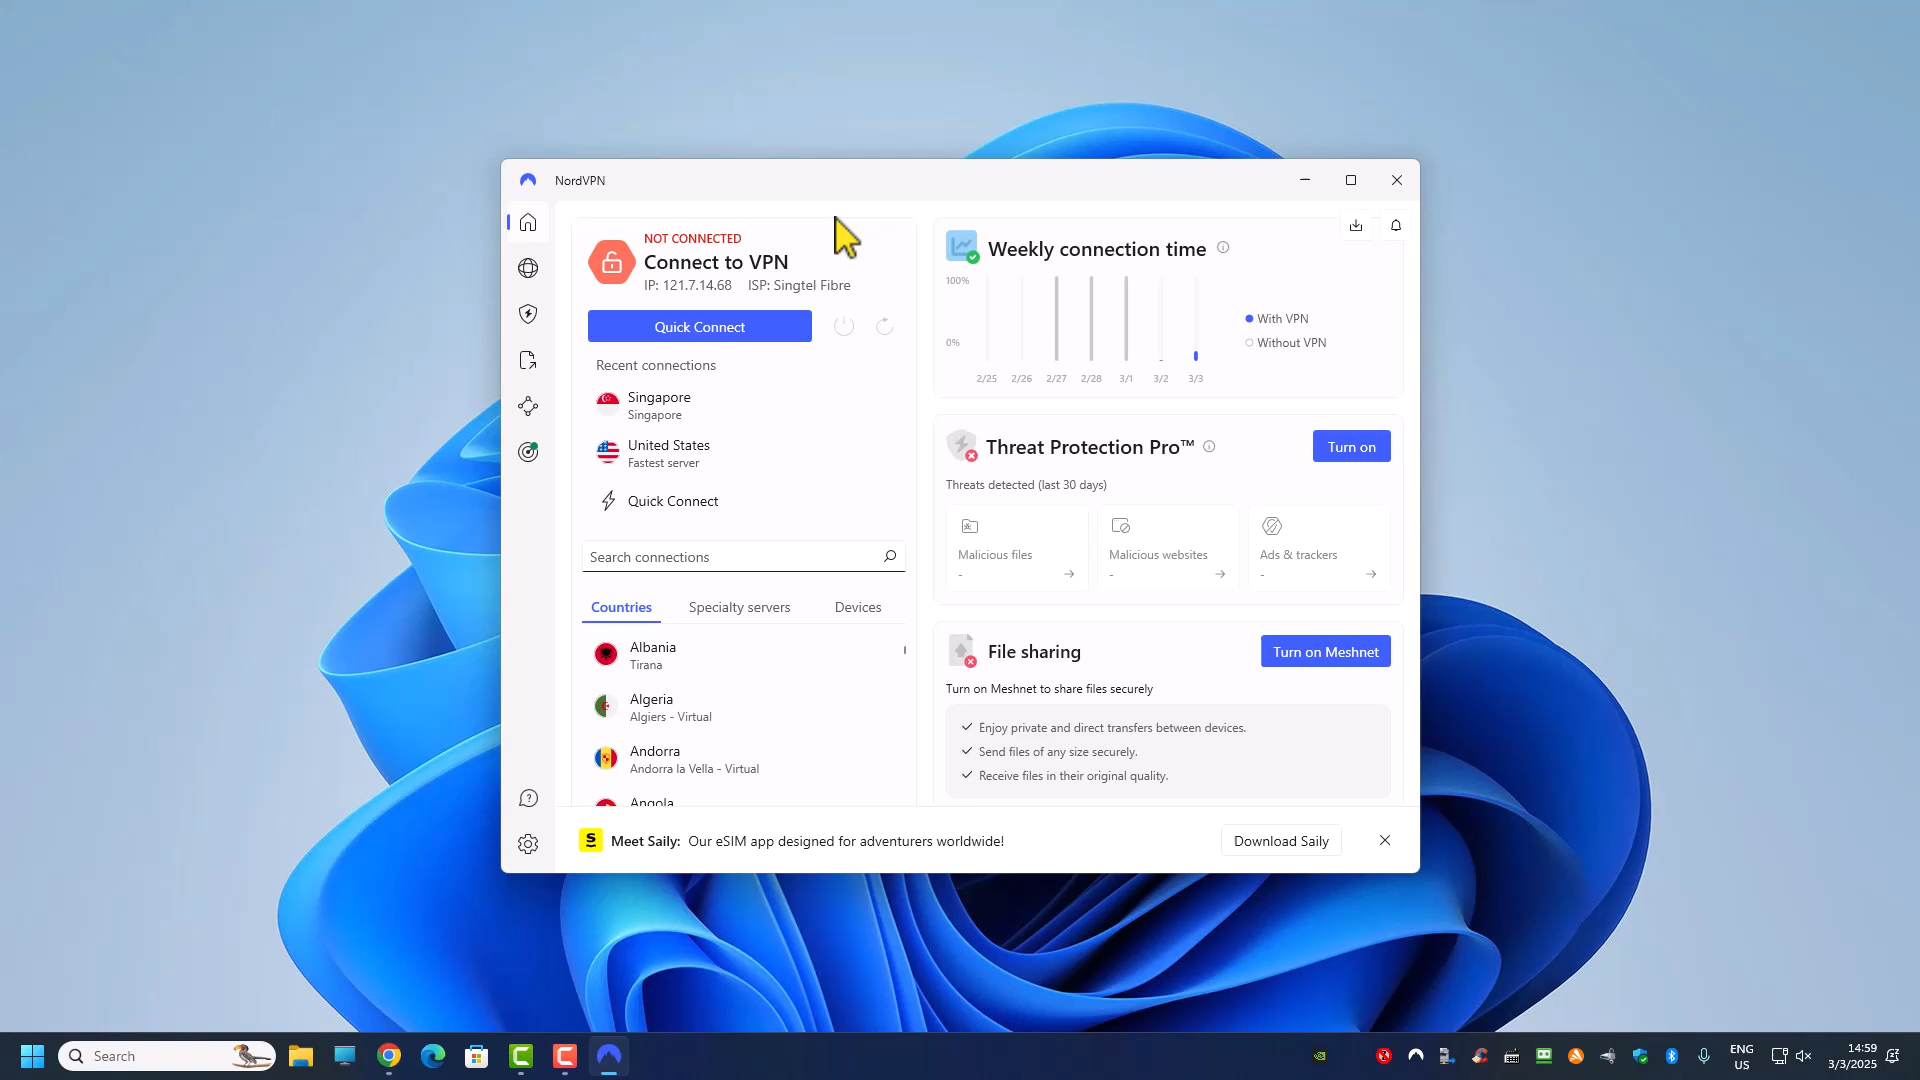 NordVPN
NOT CONNECTED
Connect to VPN
IP: 121.7.14.68 ISP: Singtel Fibre
Quick Connect
Recent connections
Singapore
Singapore
United States
Fastest server
Quick Connect
Search connections
Countries Specialty servers Devices
Albania
Tirana
Algeria
Algiers - Virtual
Andorra
Andorra la Vella - Virtual
Angola
Weekly connection time
100%
0%
2/25 2/26 2/27 2/28 3/1 3/2 3/3
With VPN
Without VPN
Threat Protection Pro™
Turn on
Threats detected (last 30 days)
Malicious files
-
Malicious websites
-
Ads & trackers
-
File sharing
Turn on Meshnet
Turn on Meshnet to share files securely
Enjoy private and direct transfers between devices.
Send files of any size securely.
Receive files in their original quality.
S
Meet Saily: Our eSIM app designed for adventurers worldwide!
Download Saily
Search
ENG
US
14:59
3/3/2025